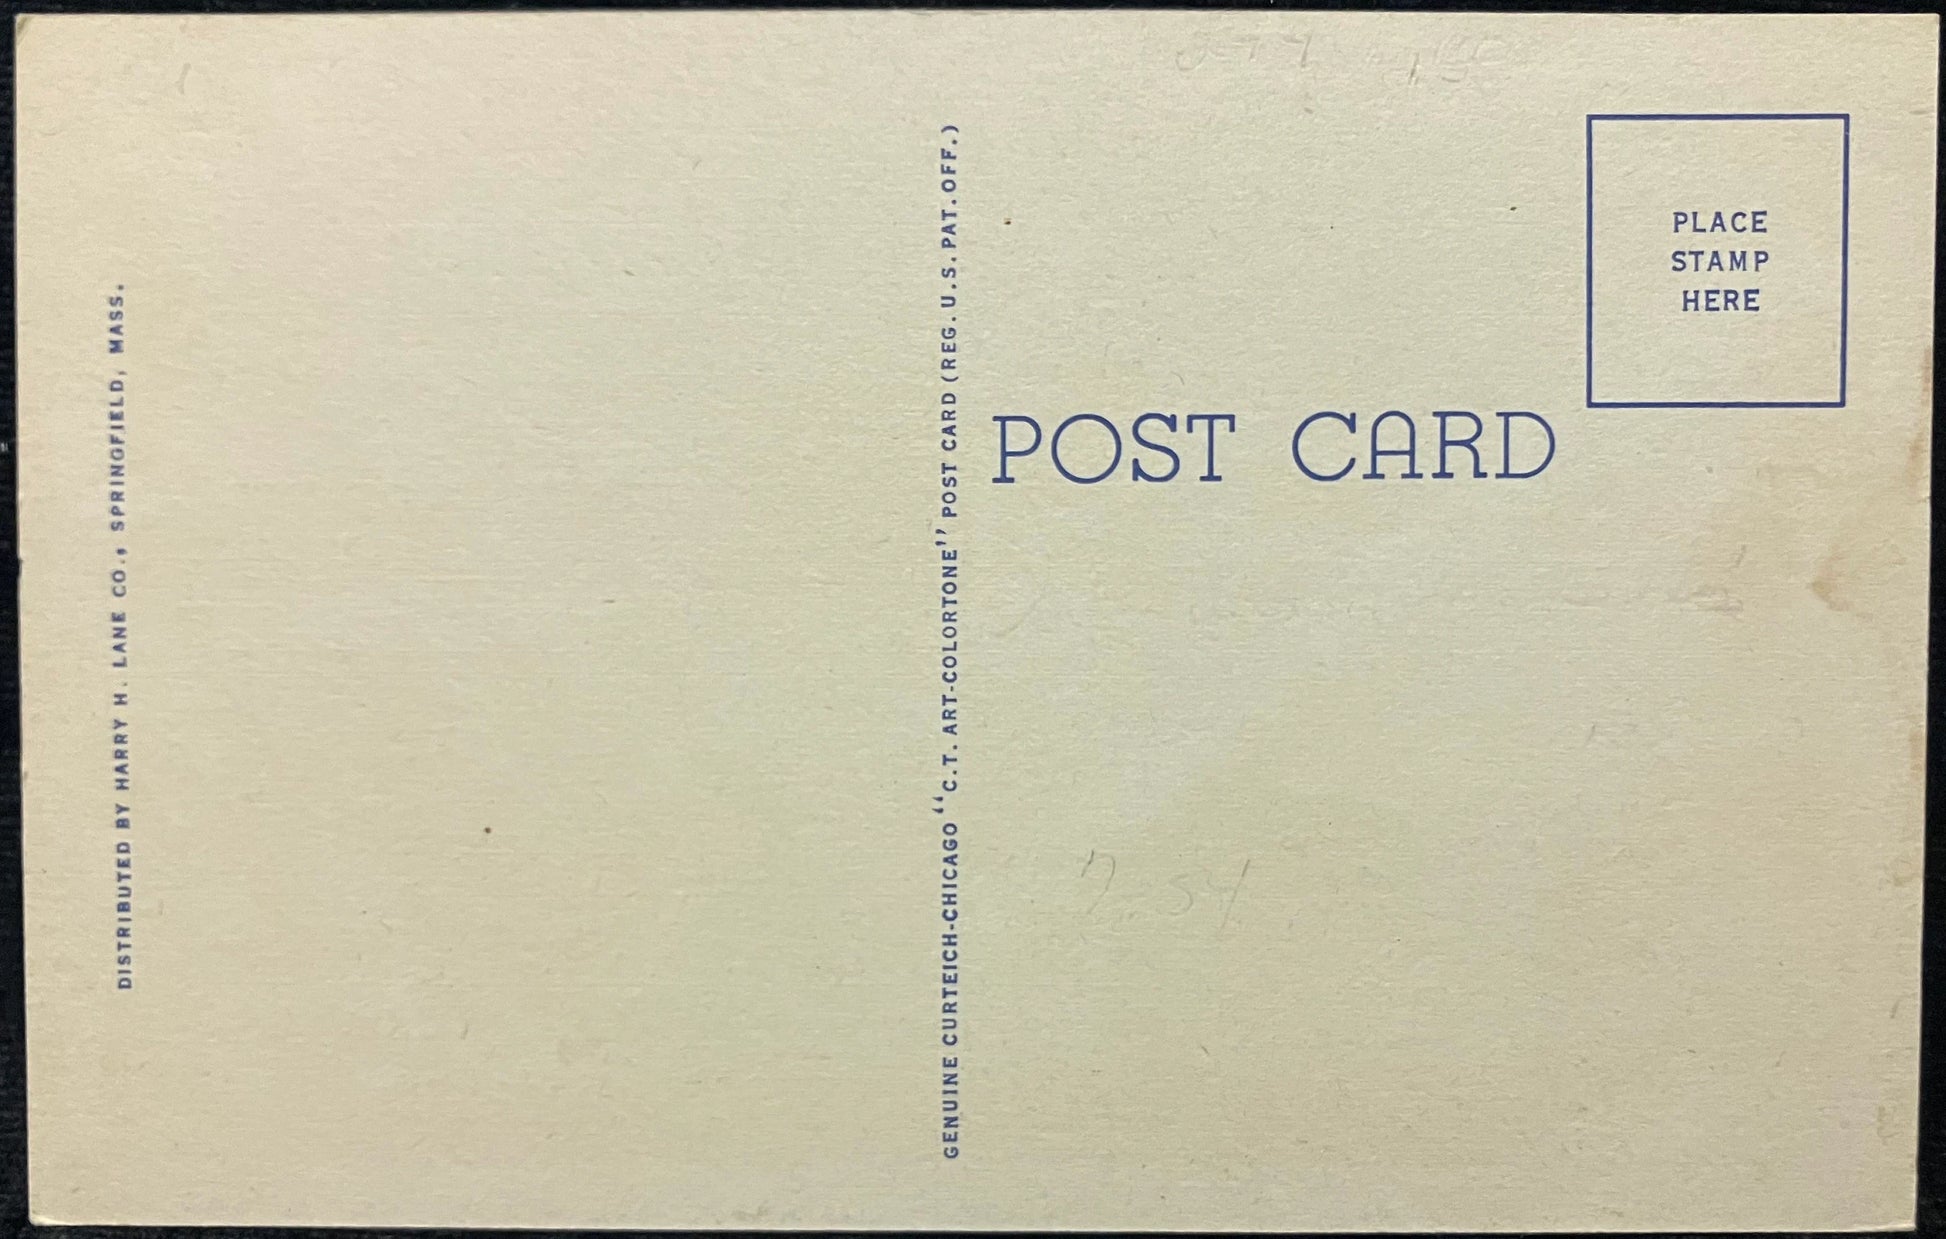 DISTRIBUTED BY HARRY H. LANE CO., SPRINGFIELD, MASS.
GENUINE CURTEICH-CHICAGO "C.T. ART-COLORTONE" POST CARD (REG. U.S. PAT. OFF.)
POST CARD
PLACE
STAMP
HERE